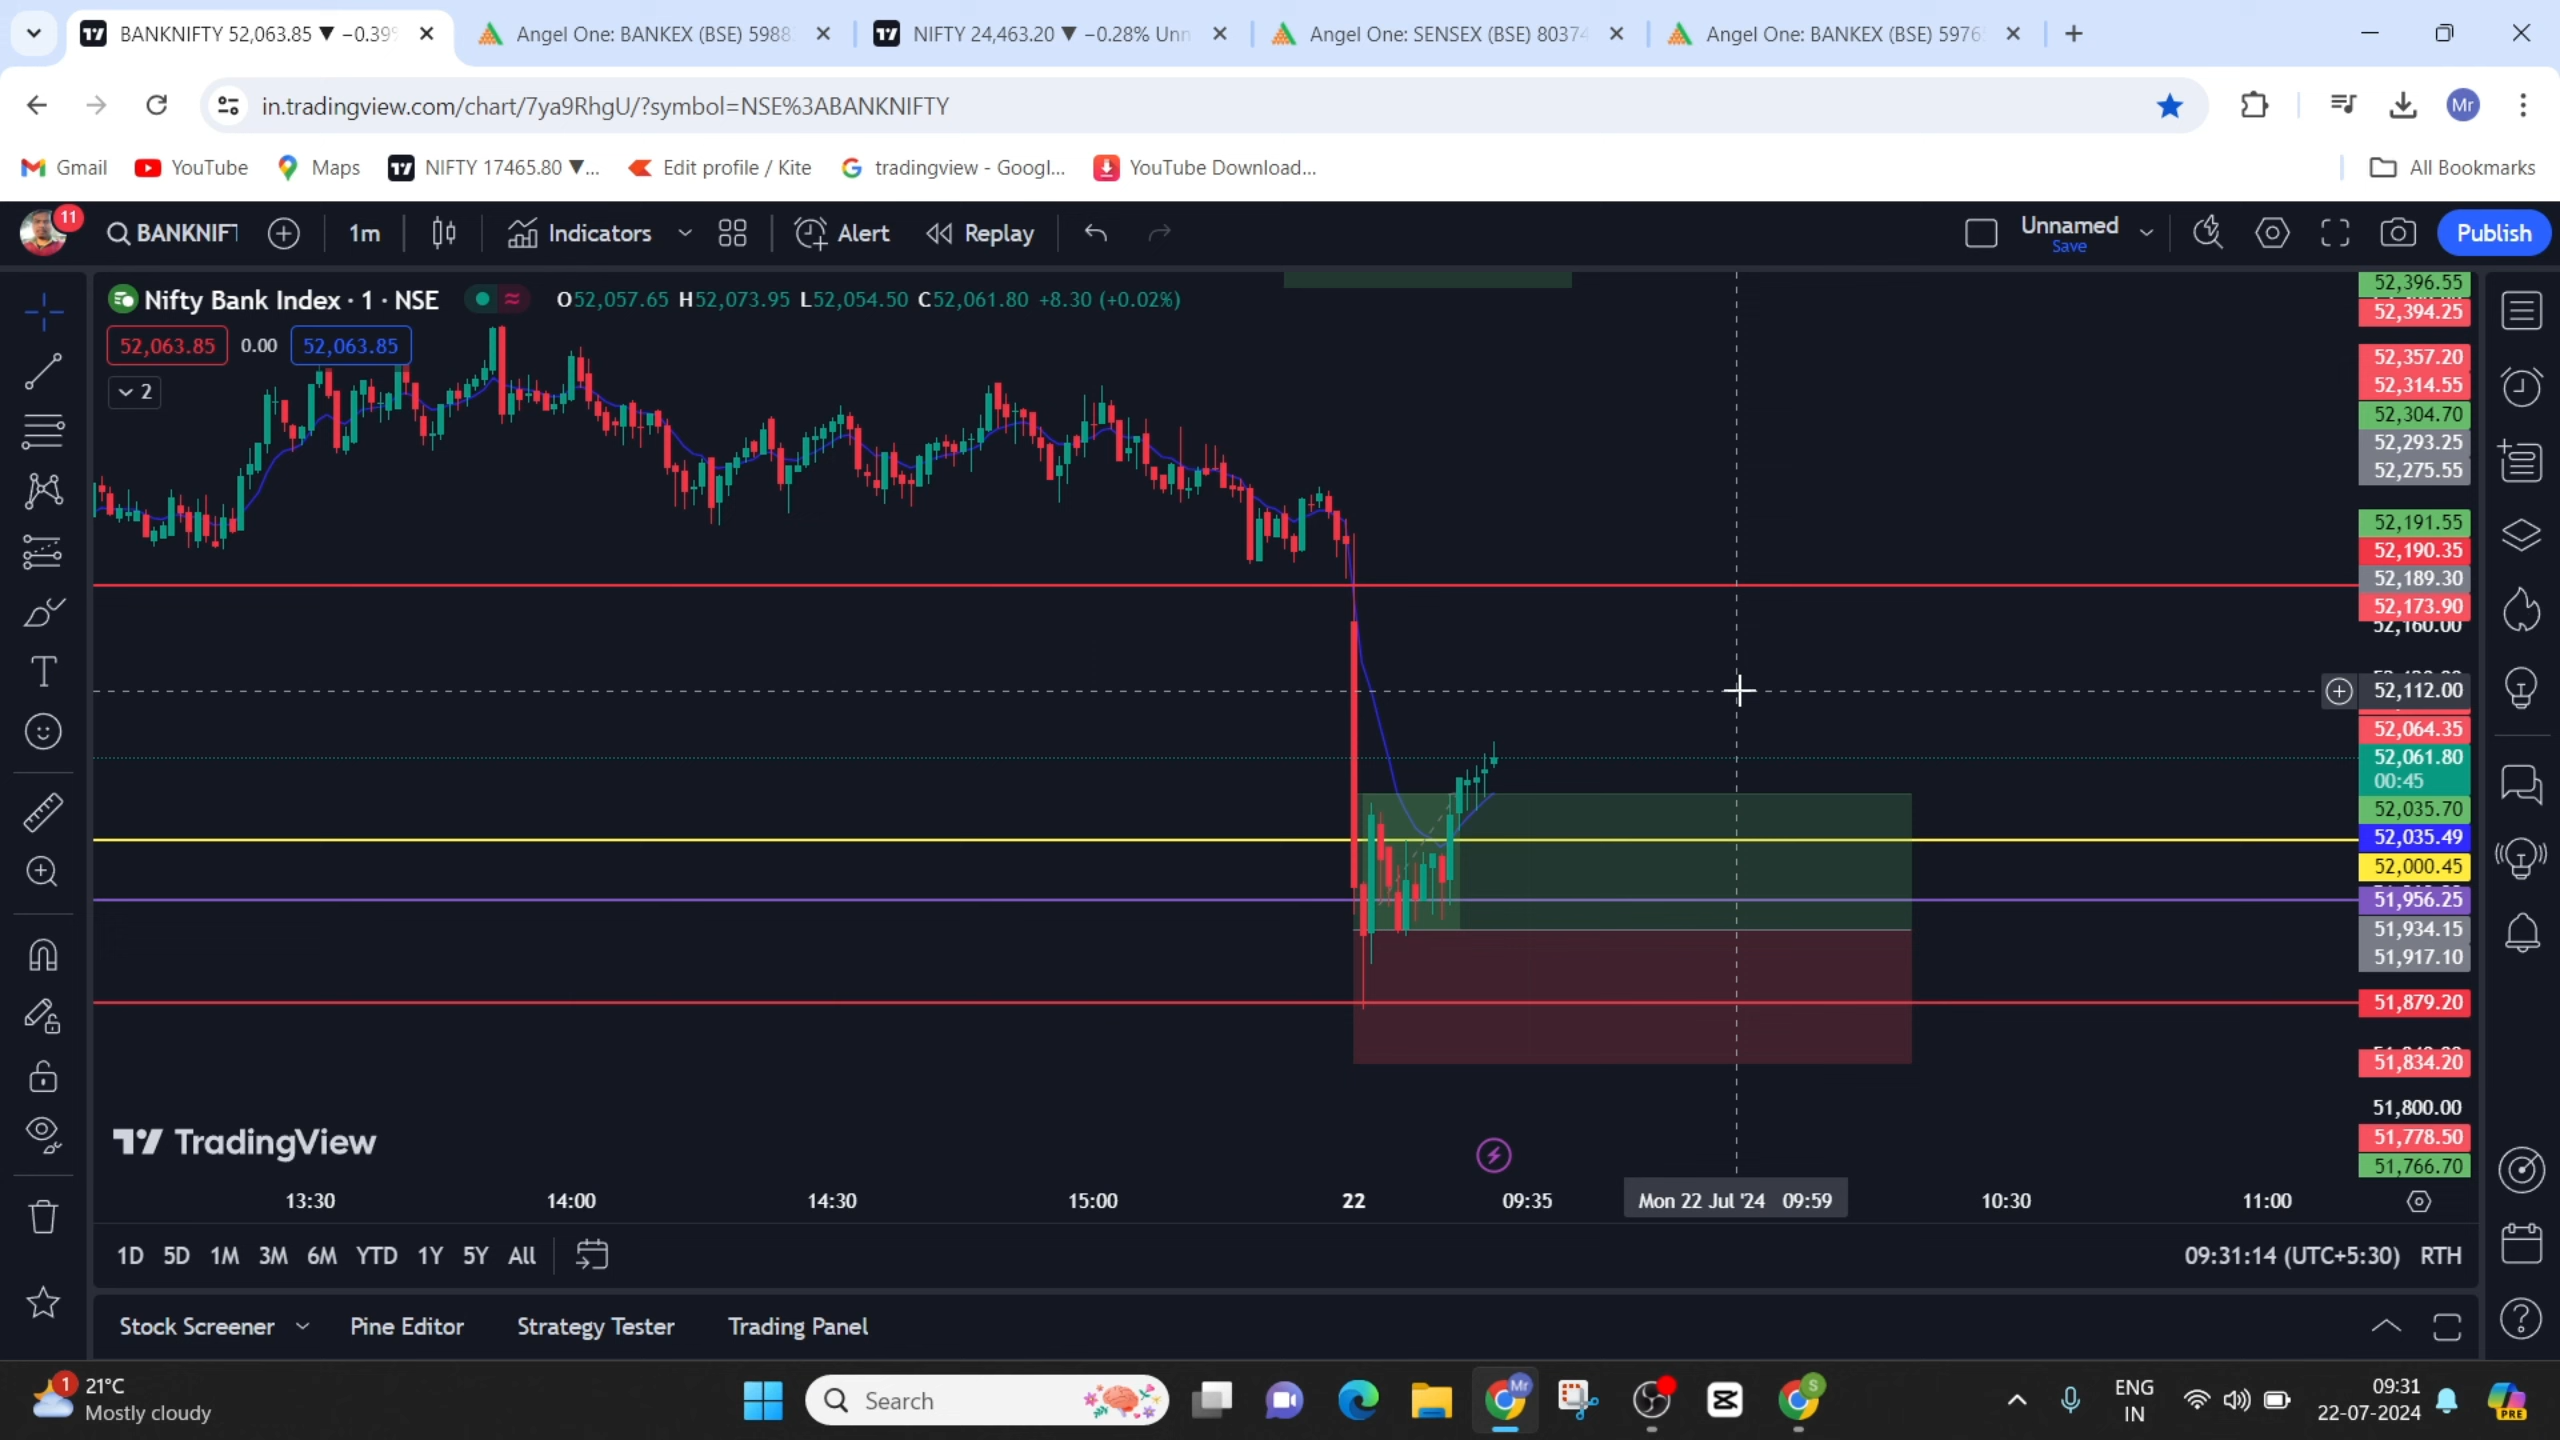 BANKNIFTY 52,063.85 ▼ −0.39%
Angel One: BANKEX (BSE) 5988
NIFTY 24,463.20 ▼ −0.28% Unn
Angel One: SENSEX (BSE) 80374
Angel One: BANKEX (BSE) 5976
in.tradingview.com/chart/7ya9RhgU/?symbol=NSE%3ABANKNIFTY
Mr
Gmail
YouTube
Maps
NIFTY 17465.80 ▼...
Edit profile / Kite
tradingview - Googl...
YouTube Download...
All Bookmarks
11
BANKNIFT
1m
Indicators
Alert
Replay
Unnamed
Save
Publish
Nifty Bank Index · 1 · NSE
O52,057.65 H52,073.95 L52,054.50 C52,061.80 +8.30 (+0.02%)
52,063.85
0.00
52,063.85
2
52,396.55
52,394.25
52,357.20
52,314.55
52,304.70
52,293.25
52,275.55
52,191.55
52,190.35
52,189.30
52,173.90
52,160.00
52,112.00
52,064.35
52,061.80
00:45
52,035.70
52,035.49
52,000.45
51,956.25
51,934.15
51,917.10
51,879.20
51,834.20
51,800.00
51,778.50
51,766.70
TradingView
13:30
14:00
14:30
15:00
22
09:35
Mon 22 Jul '24 09:59
10:30
11:00
1D 5D 1M 3M 6M YTD 1Y 5Y All
09:31:14 (UTC+5:30) RTH
Stock Screener
Pine Editor
Strategy Tester
Trading Panel
1
21°C
Mostly cloudy
Search
Mr
S
ENG
IN
09:31
22-07-2024
PRE